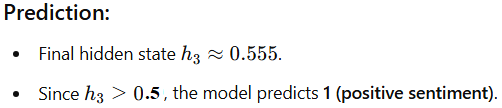 Prediction:
• Final hidden state h₃ ≈ 0.555.
• Since h₃ > 0.5, the model predicts 1 (positive sentiment).